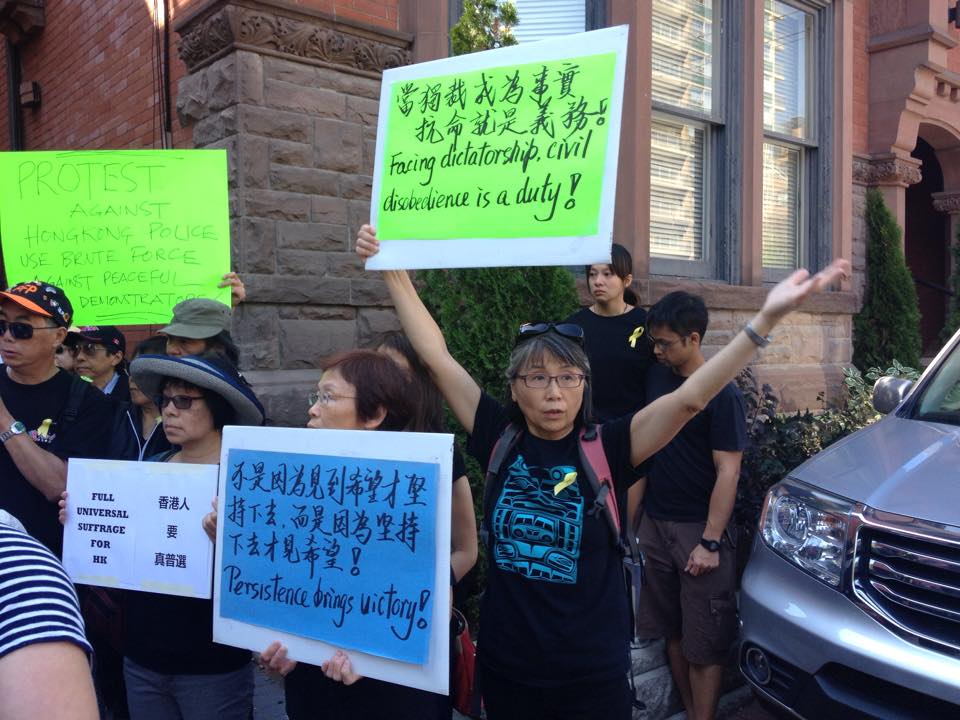 PROTEST
AGAINST
HONGKONG POLICE
USE BRUTE FORCE
AGAINST PEACEFUL
DEMONSTRATOR
當獨裁成為事實
抗命就是義務!
Facing dictatorship, civil
disobedience is a duty!
FULL
UNIVERSAL
SUFFRAGE
FOR
HK
香港人
要
真普選
不是因為見到希望才堅
持下去,而是因為堅持
下去才見希望!
Persistence brings victory!